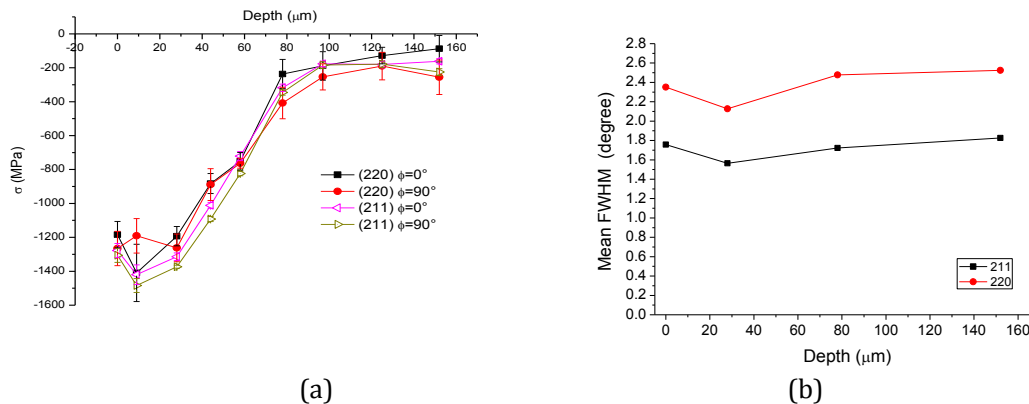 Depth (μm)
-20 0 20 40 60 80 100 120 140 160
0
-200
-400
-600
-800
-1000
-1200
-1400
-1600
σ (MPa)
(220) ϕ=0°
(220) ϕ=90°
(211) ϕ=0°
(211) ϕ=90°
(a)
3.0
2.8
2.6
2.4
2.2
2.0
1.8
1.6
1.4
1.2
1.0
0.8
0.6
0.4
0.2
0.0
Mean FWHM (degree)
211
220
0 20 40 60 80 100 120 140 160
Depth (μm)
(b)